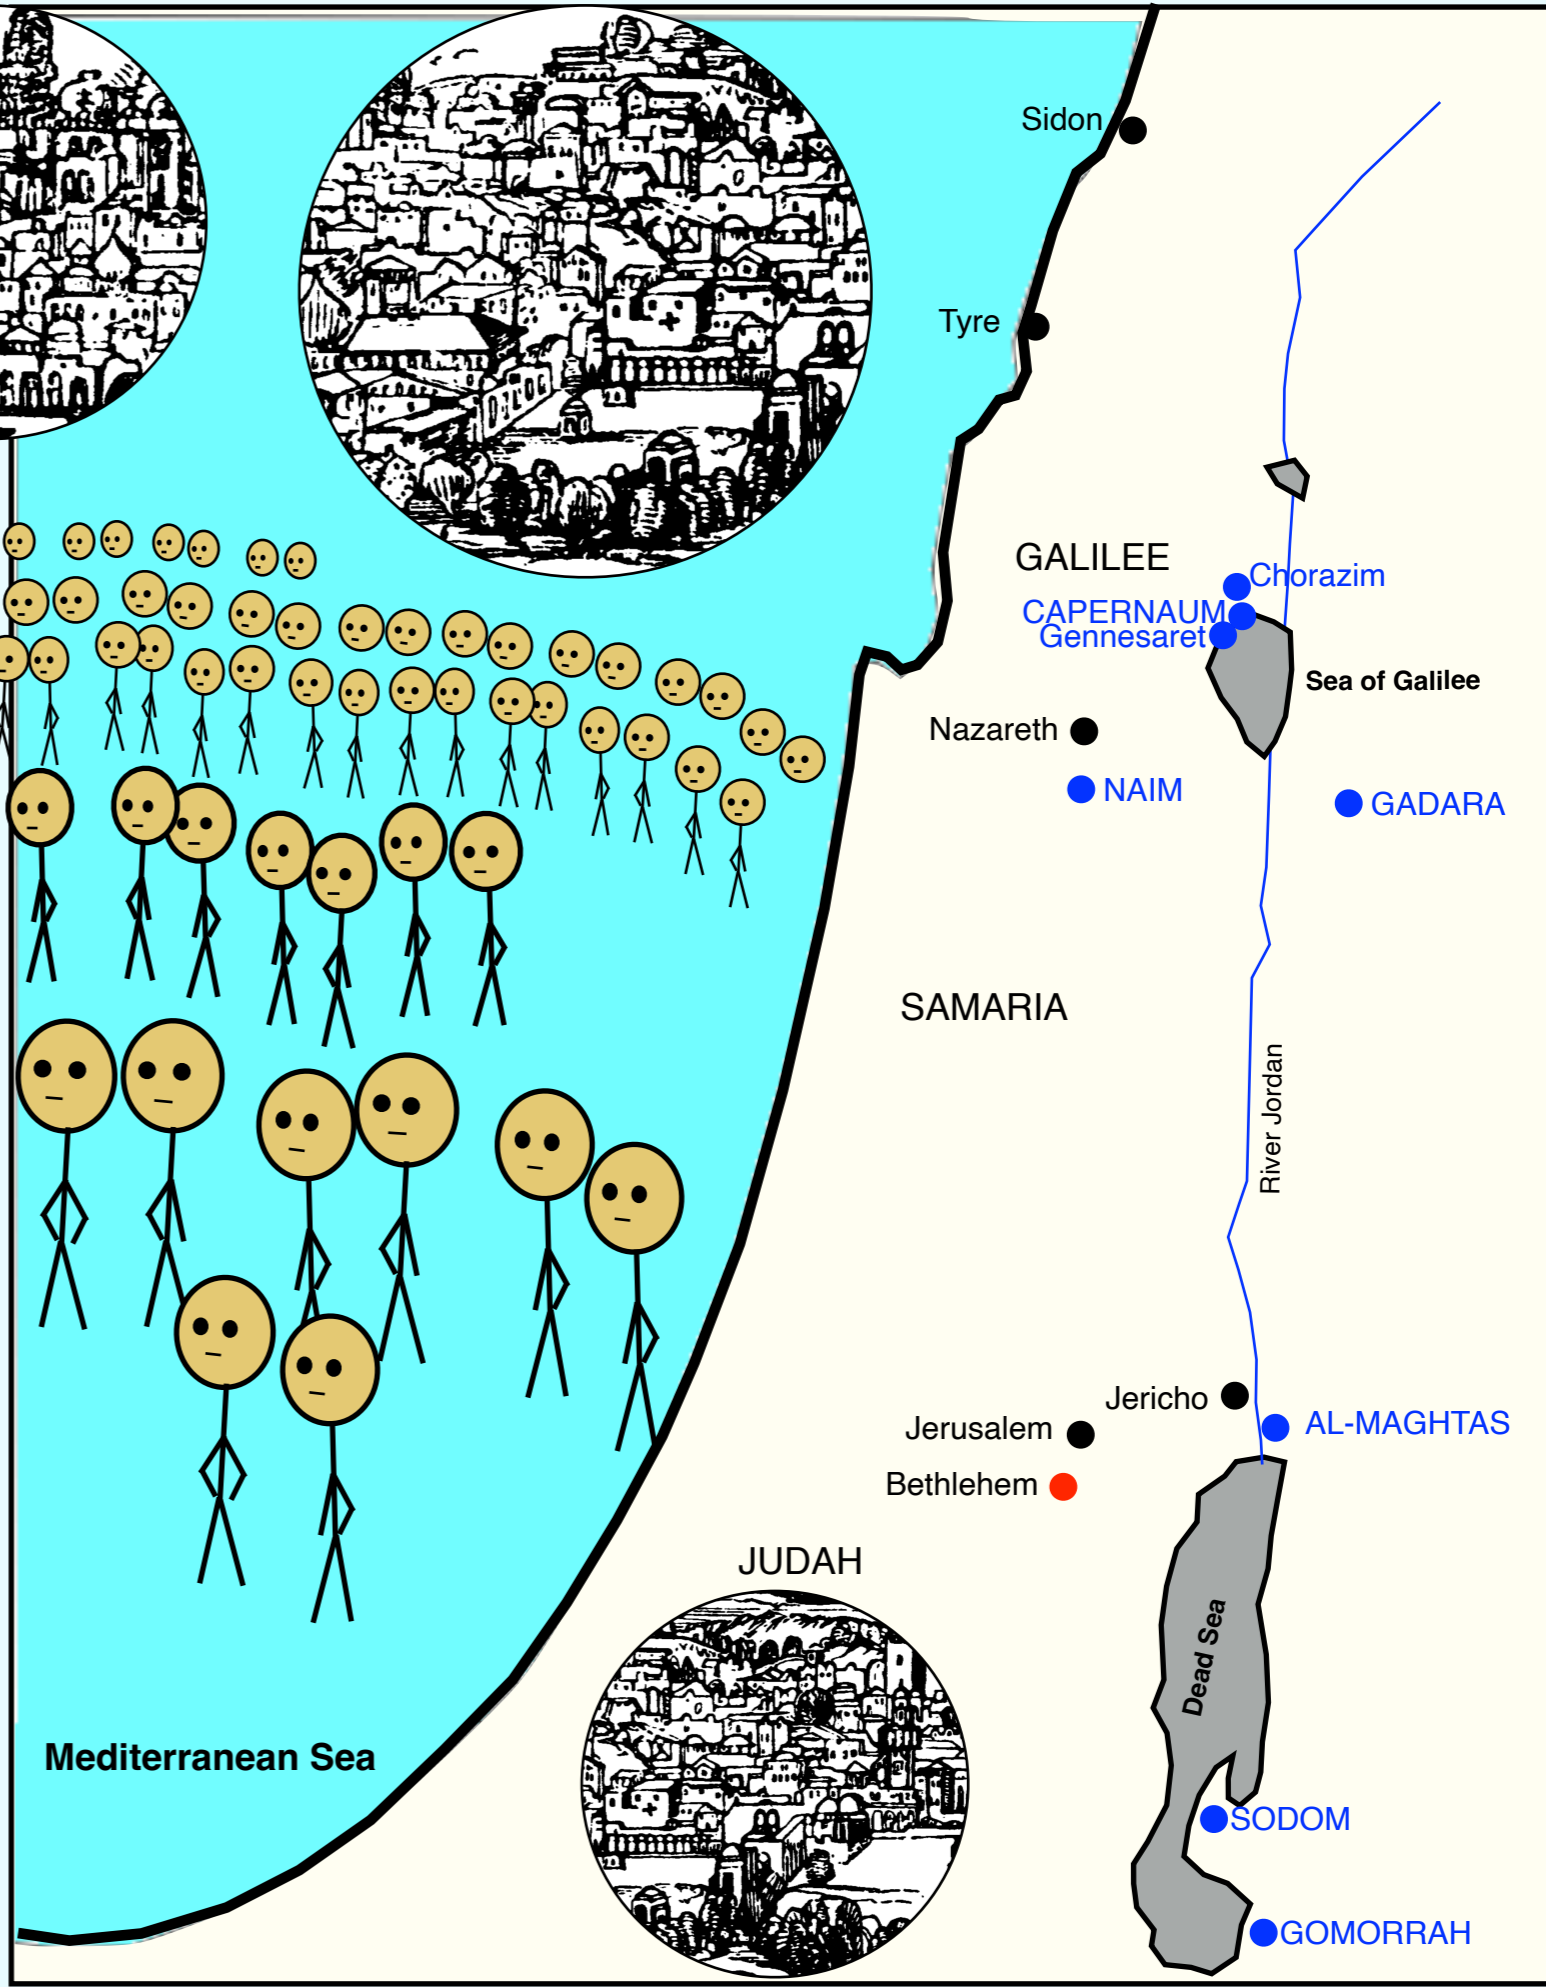 Sidon
Tyre
GALILEE
Chorazim
CAPERNAUM
Gennesaret
Sea of Galilee
Nazareth
NAIM
GADARA
SAMARIA
River Jordan
Jericho
AL-MAGHTAS
Jerusalem
Bethlehem
JUDAH
Dead Sea
Mediterranean Sea
SODOM
GOMORRAH